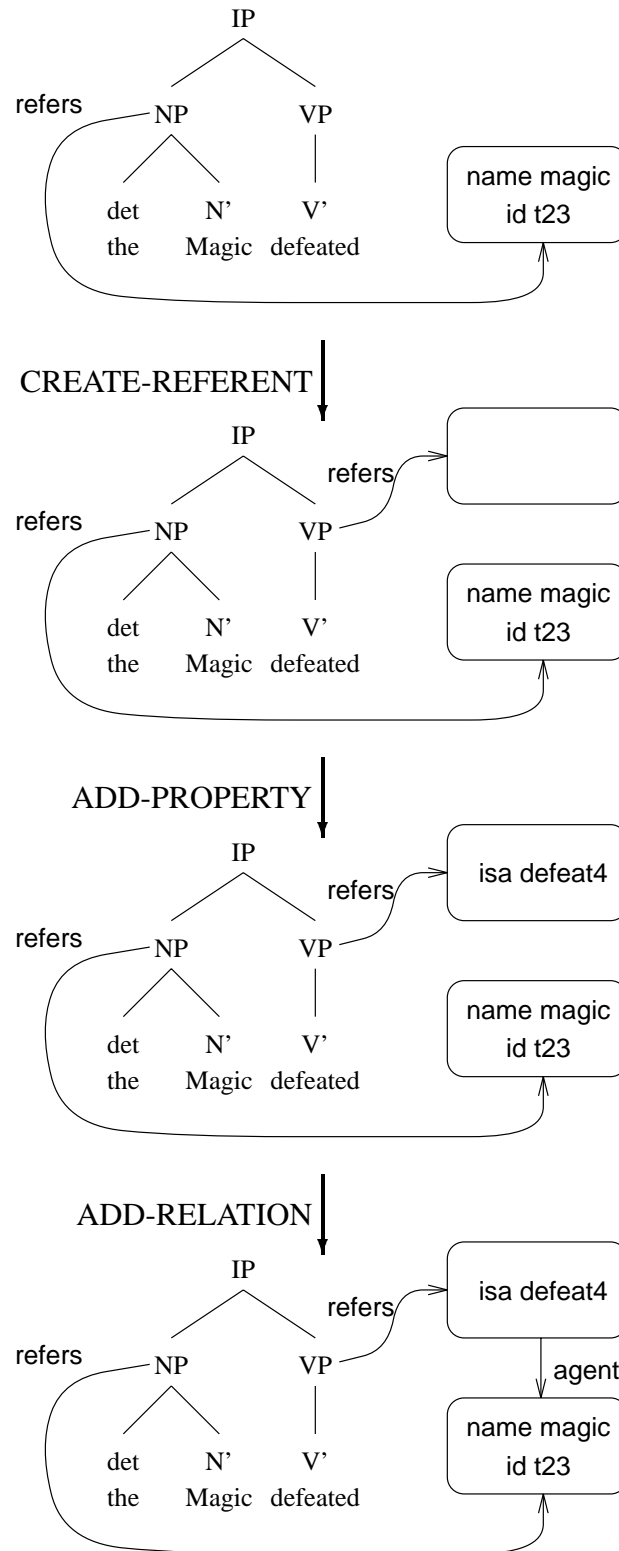 IP
refers
NP VP
name magic
id t23
det N' V'
the Magic defeated
CREATE-REFERENT
IP
refers
refers
NP VP
name magic
id t23
det N' V'
the Magic defeated
ADD-PROPERTY
IP
isa defeat4
refers
refers
NP VP
name magic
id t23
det N' V'
the Magic defeated
ADD-RELATION
IP
isa defeat4
refers
refers
NP VP
agent
name magic
id t23
det N' V'
the Magic defeated